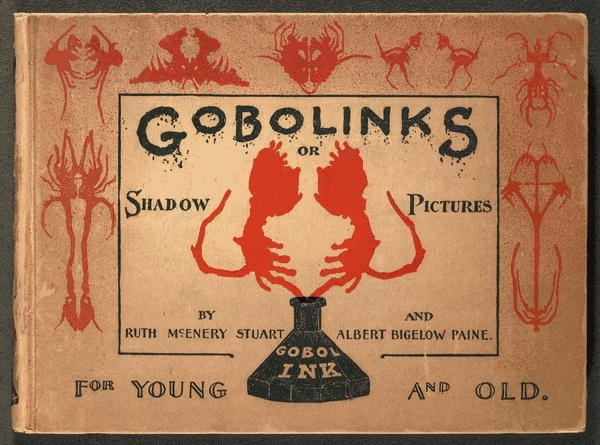 GOBOLINKS
OR
SHADOW PICTURES
BY AND
RUTH McENERY STUART ALBERT BIGELOW PAINE.
GOBOL
INK
FOR YOUNG AND OLD.